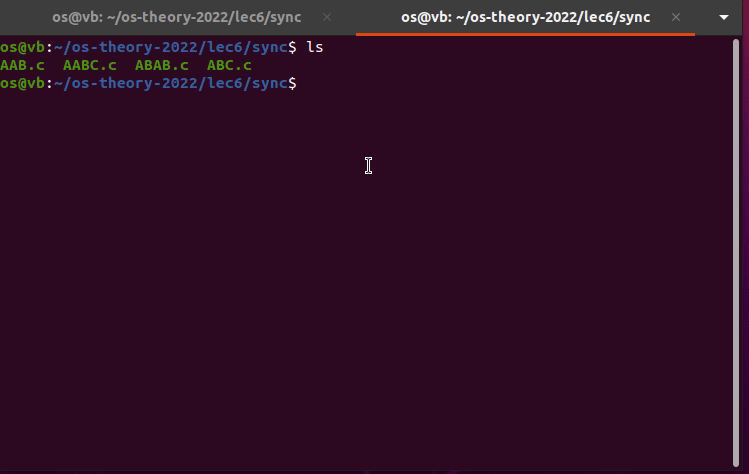 os@vb: ~/os-theory-2022/lec6/sync × os@vb: ~/os-theory-2022/lec6/sync ×
os@vb:~/os-theory-2022/lec6/sync$ ls
AAB.c AABC.c ABAB.c ABC.c
os@vb:~/os-theory-2022/lec6/sync$